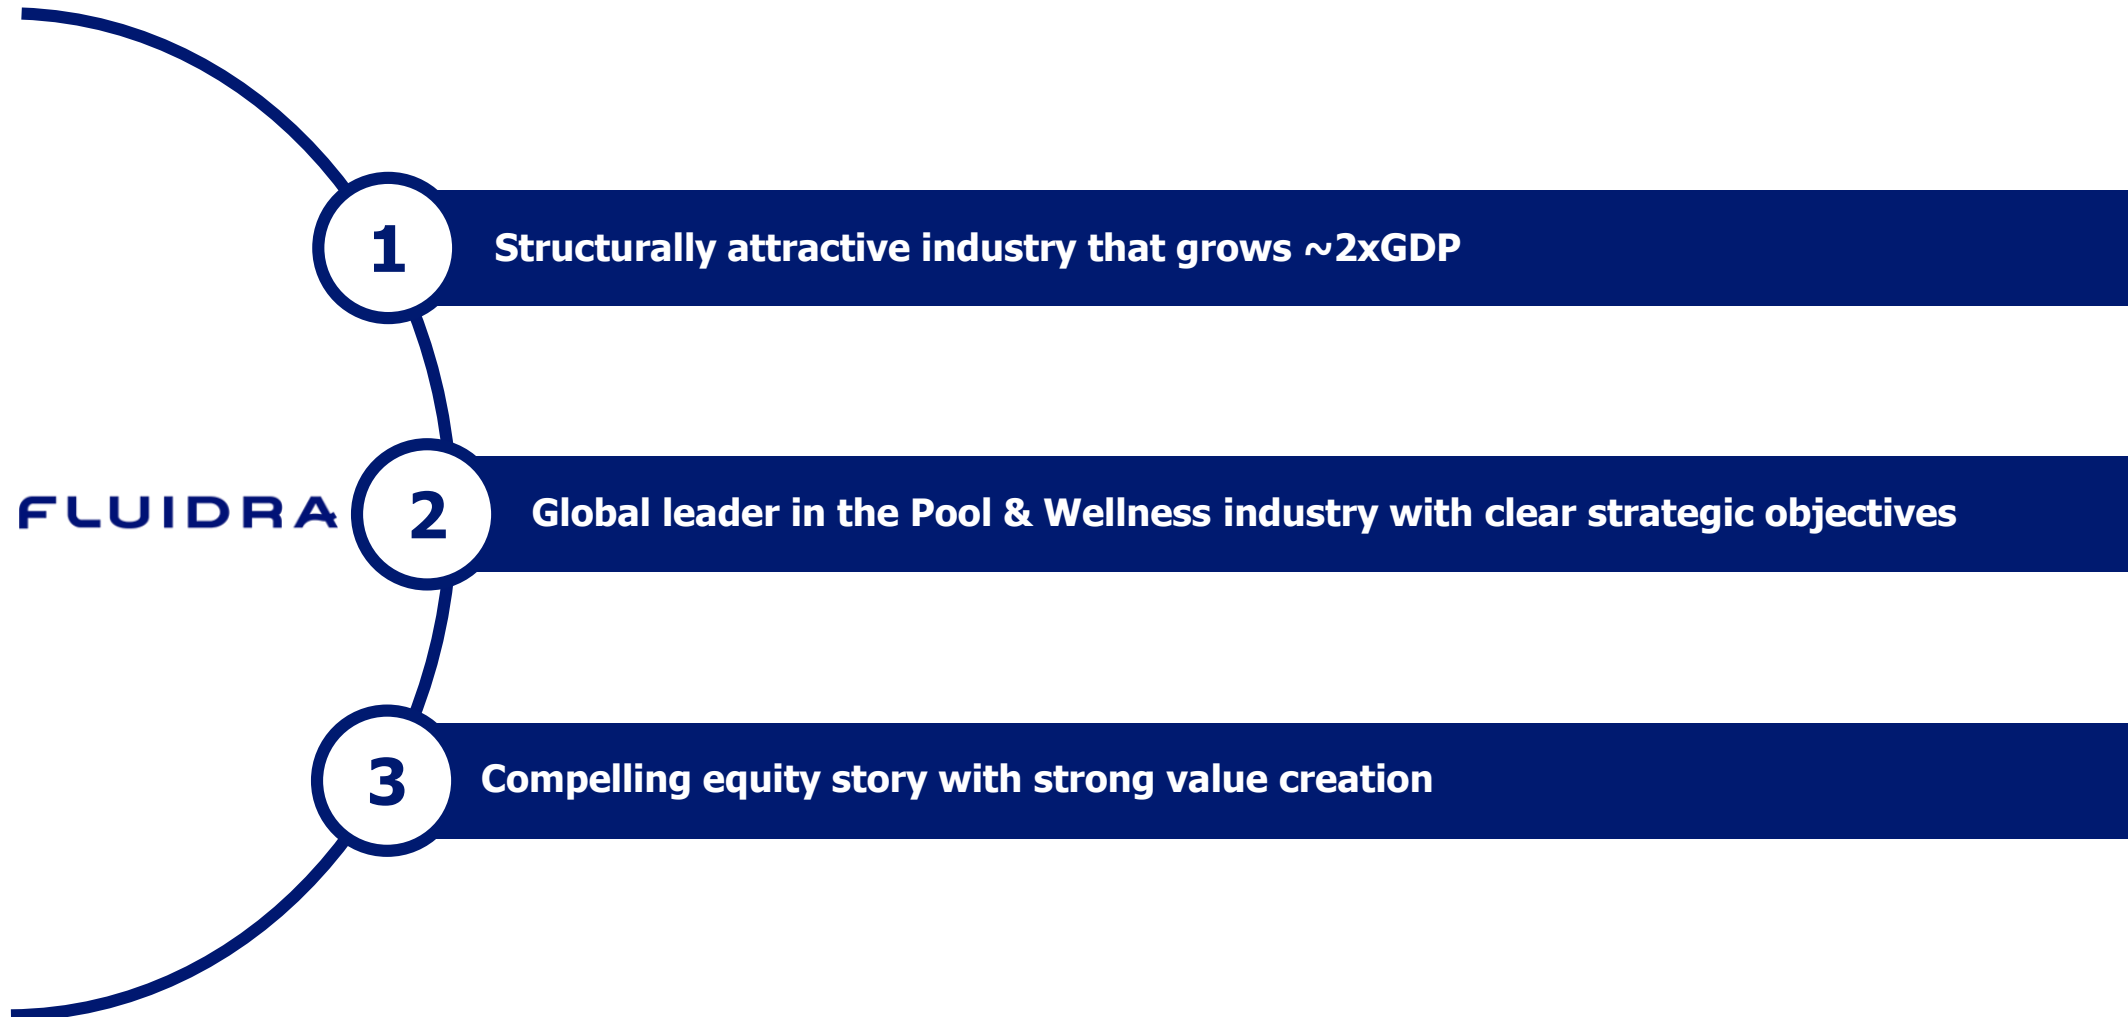 1
Structurally attractive industry that grows ~2xGDP
FLUIDRA
2
Global leader in the Pool & Wellness industry with clear strategic objectives
3
Compelling equity story with strong value creation